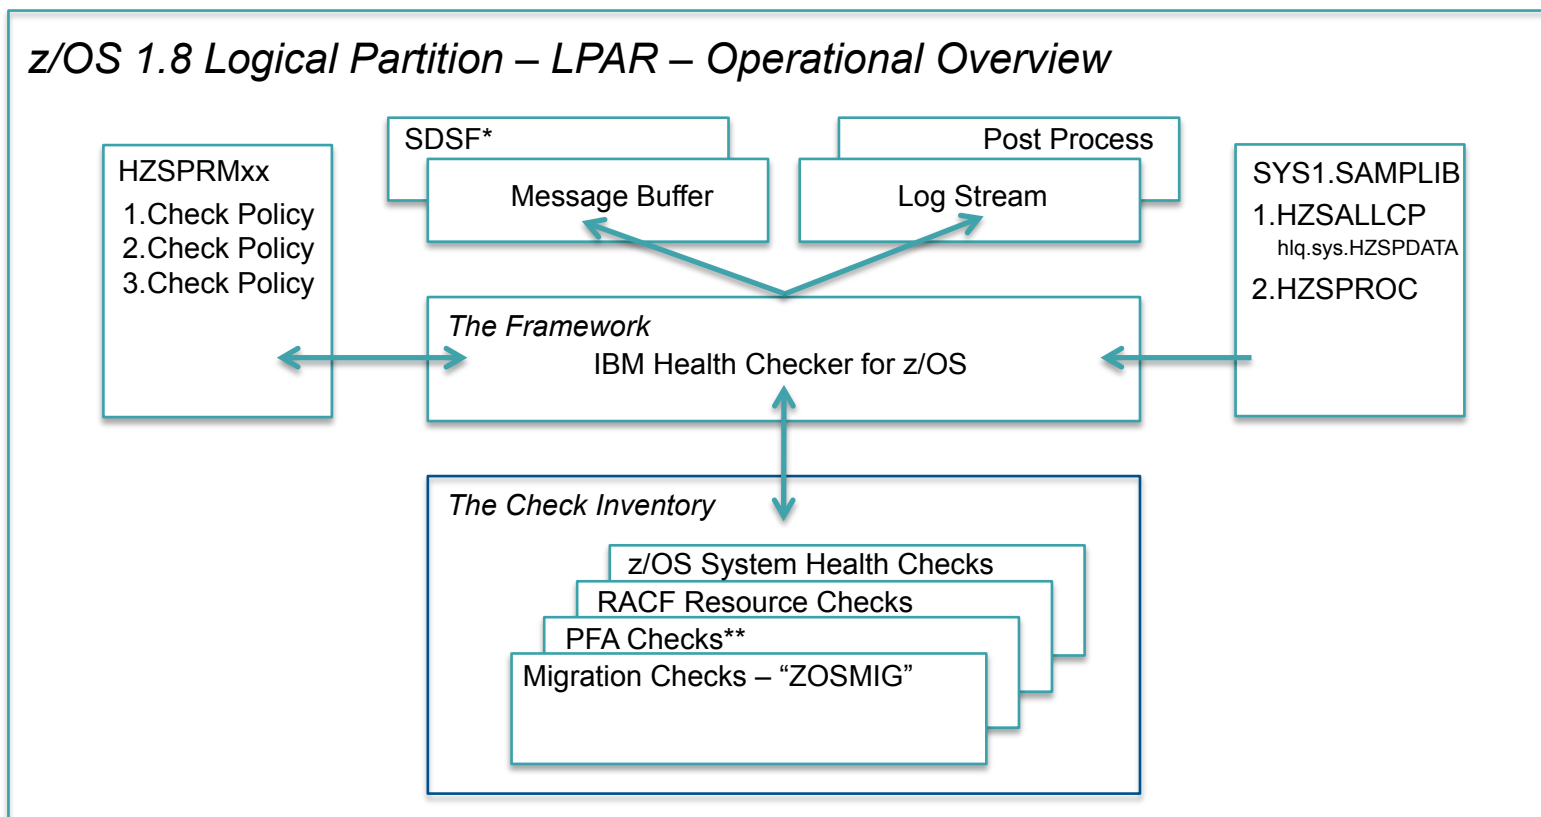 z/OS 1.8 Logical Partition – LPAR – Operational Overview
HZSPRMxx
1.Check Policy
2.Check Policy
3.Check Policy
SDSF*
Message Buffer
Post Process
Log Stream
SYS1.SAMPLIB
1.HZSALLCP
hlq.sys.HZSPDATA
2.HZSPROC
The Framework
IBM Health Checker for z/OS
The Check Inventory
z/OS System Health Checks
RACF Resource Checks
PFA Checks**
Migration Checks – “ZOSMIG”